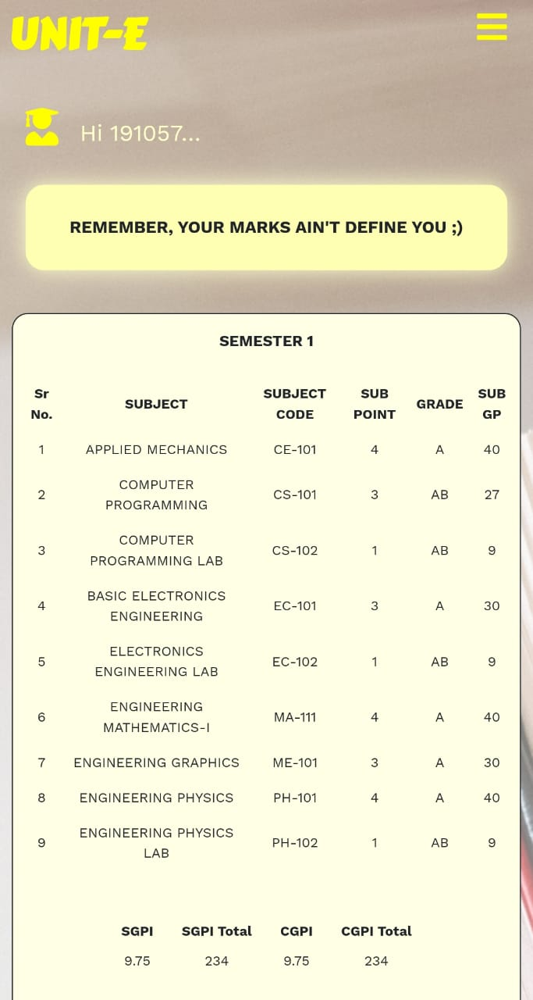 UNIT-E
Hi 191057...
REMEMBER, YOUR MARKS AIN'T DEFINE YOU ;)
SEMESTER 1
Sr No. SUBJECT SUBJECT CODE SUB POINT GRADE SUB GP
1 APPLIED MECHANICS CE-101 4 A 40
2 COMPUTER PROGRAMMING CS-101 3 AB 27
3 COMPUTER PROGRAMMING LAB CS-102 1 AB 9
4 BASIC ELECTRONICS ENGINEERING EC-101 3 A 30
5 ELECTRONICS ENGINEERING LAB EC-102 1 AB 9
6 ENGINEERING MATHEMATICS-I MA-111 4 A 40
7 ENGINEERING GRAPHICS ME-101 3 A 30
8 ENGINEERING PHYSICS PH-101 4 A 40
9 ENGINEERING PHYSICS LAB PH-102 1 AB 9
SGPI SGPI Total CGPI CGPI Total
9.75 234 9.75 234